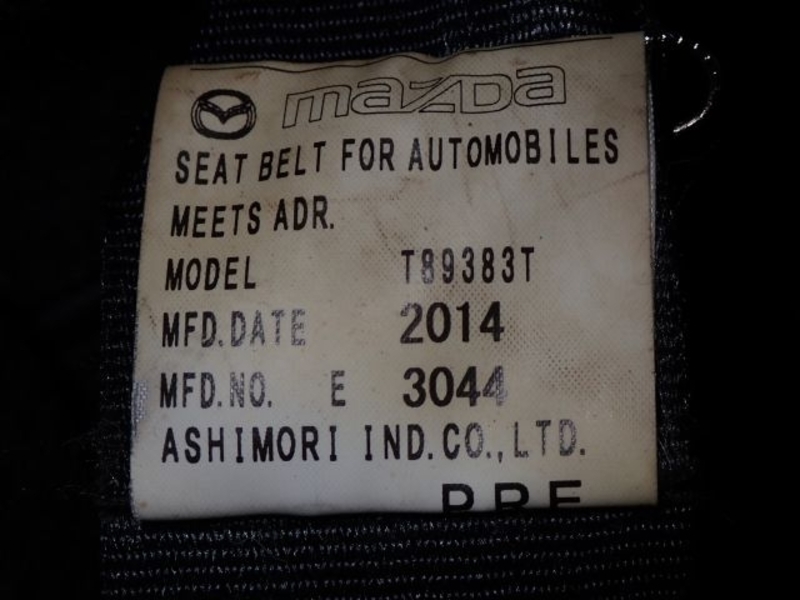 mazda
SEAT BELT FOR AUTOMOBILES
MEETS ADR.
MODEL T89383T
MFD.DATE 2014
MFD.NO. E 3044
ASHIMORI IND.CO.,LTD.